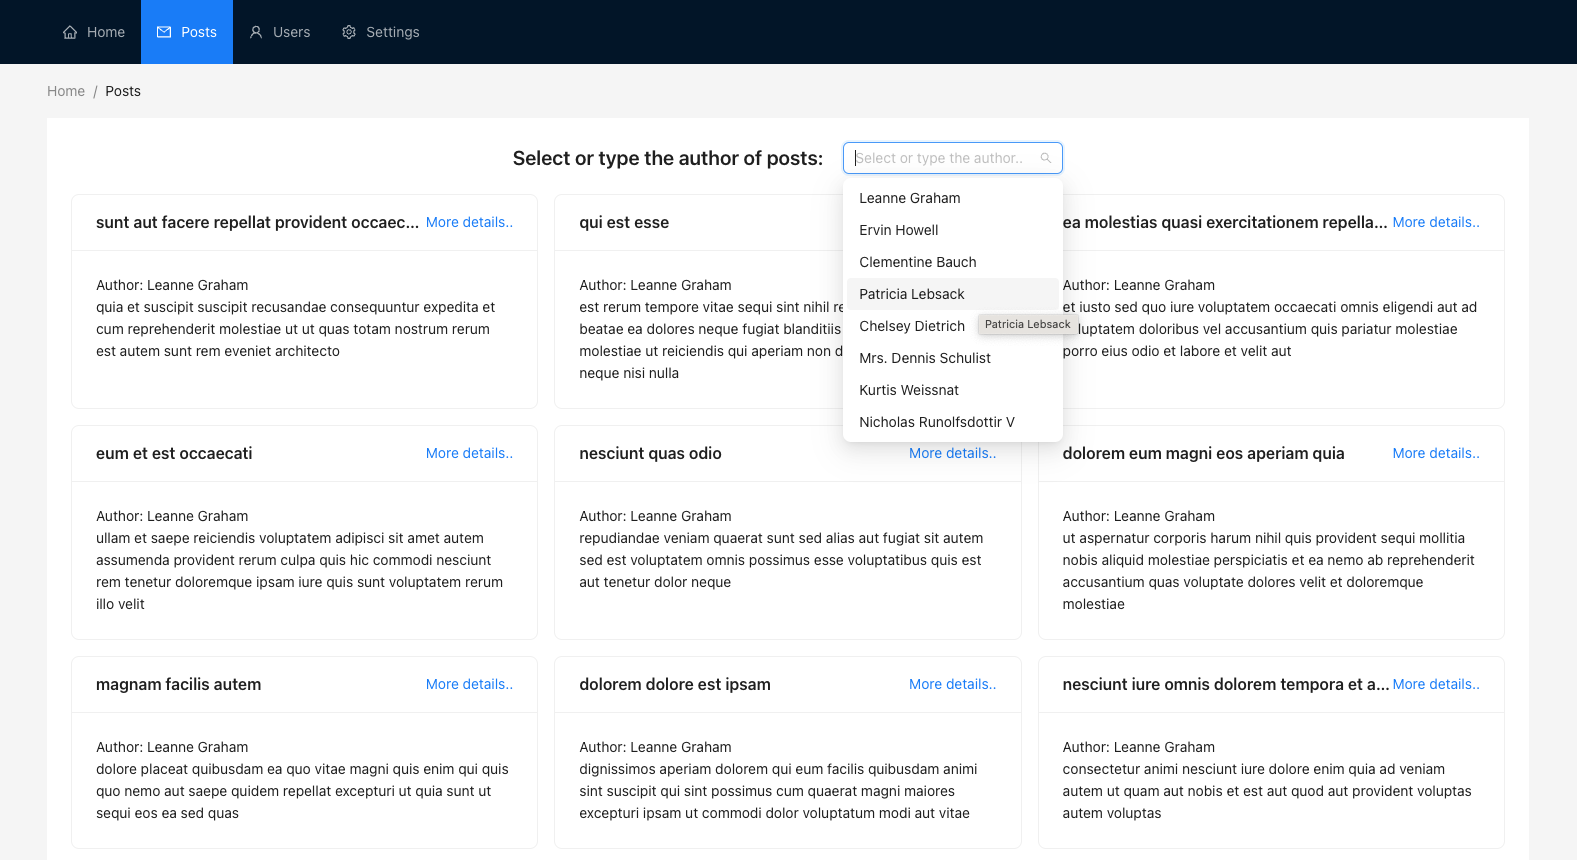 Home
Posts
Users
Settings
Home / Posts
Select or type the author of posts:
Select or type the author..
Leanne Graham
Ervin Howell
Clementine Bauch
Patricia Lebsack
Chelsey Dietrich
Patricia Lebsack
Mrs. Dennis Schulist
Kurtis Weissnat
Nicholas Runolfsdottir V
sunt aut facere repellat provident occaec... More details..
Author: Leanne Graham
quia et suscipit suscipit recusandae consequuntur expedita et
cum reprehenderit molestiae ut ut quas totam nostrum rerum
est autem sunt rem eveniet architecto
qui est esse
Author: Leanne Graham
est rerum tempore vitae sequi sint nihil
beatae ea dolores neque fugiat blanditiis
molestiae ut reiciendis qui aperiam non
neque nisi nulla
ea molestias quasi exercitationem repella... More details..
Author: Leanne Graham
et iusto sed quo iure voluptatem occaecati omnis eligendi aut ad
voluptatem doloribus vel accusantium quis pariatur molestiae
porro eius odio et labore et velit aut
eum et est occaecati More details..
Author: Leanne Graham
ullam et saepe reiciendis voluptatem adipisci sit amet autem
assumenda provident rerum culpa quis hic commodi nesciunt
rem tenetur doloremque ipsam iure quis sunt voluptatem rerum
illo velit
nesciunt quas odio More details..
Author: Leanne Graham
repudiandae veniam quaerat sunt sed alias aut fugiat sit autem
sed est voluptatem omnis possimus esse voluptatibus quis est
aut tenetur dolor neque
dolorem eum magni eos aperiam quia More details..
Author: Leanne Graham
ut aspernatur corporis harum nihil quis provident sequi mollitia
nobis aliquid molestiae perspiciatis et ea nemo ab reprehenderit
accusantium quas voluptate dolores velit et doloremque
molestiae
magnam facilis autem More details..
Author: Leanne Graham
dolore placeat quibusdam ea quo vitae magni quis enim qui quis
quo nemo aut saepe quidem repellat excepturi ut quia sunt ut
sequi eos ea sed quas
dolorem dolore est ipsam More details..
Author: Leanne Graham
dignissimos aperiam dolorem qui eum facilis quibusdam animi
sint suscipit qui sint possimus cum quaerat magni maiores
excepturi ipsam ut commodi dolor voluptatum modi aut vitae
nesciunt iure omnis dolorem tempora et a... More details..
Author: Leanne Graham
consectetur animi nesciunt iure dolore enim quia ad veniam
autem ut quam aut nobis et est aut quod aut provident voluptas
autem voluptas